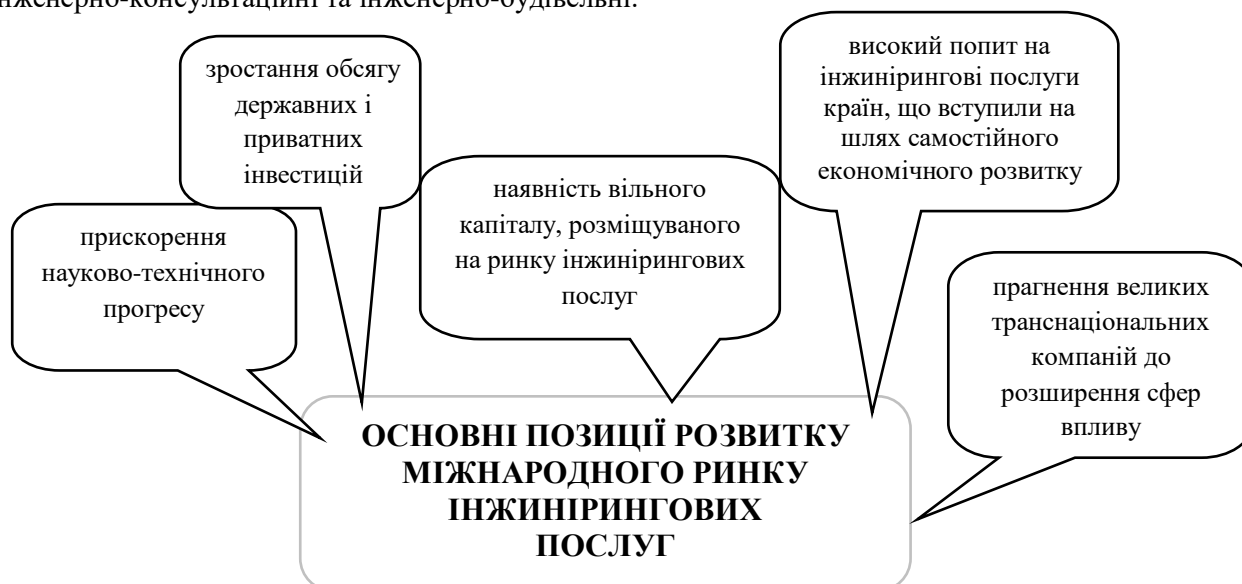 інженерно-консультаційні та інженерно-будівельні.
зростання обсягу
державних і
приватних
інвестицій
високий попит на
інжинірингові послуги
країн, що вступили на
шлях самостійного
економічного розвитку
наявність вільного
капіталу, розміщуваного
на ринку інжинірингових
послуг
прискорення
науково-технічного
прогресу
прагнення великих
транснаціональних
компаній до
розширення сфер
впливу
ОСНОВНІ ПОЗИЦІЇ РОЗВИТКУ
МІЖНАРОДНОГО РИНКУ
ІНЖИНІРИНГОВИХ
ПОСЛУГ